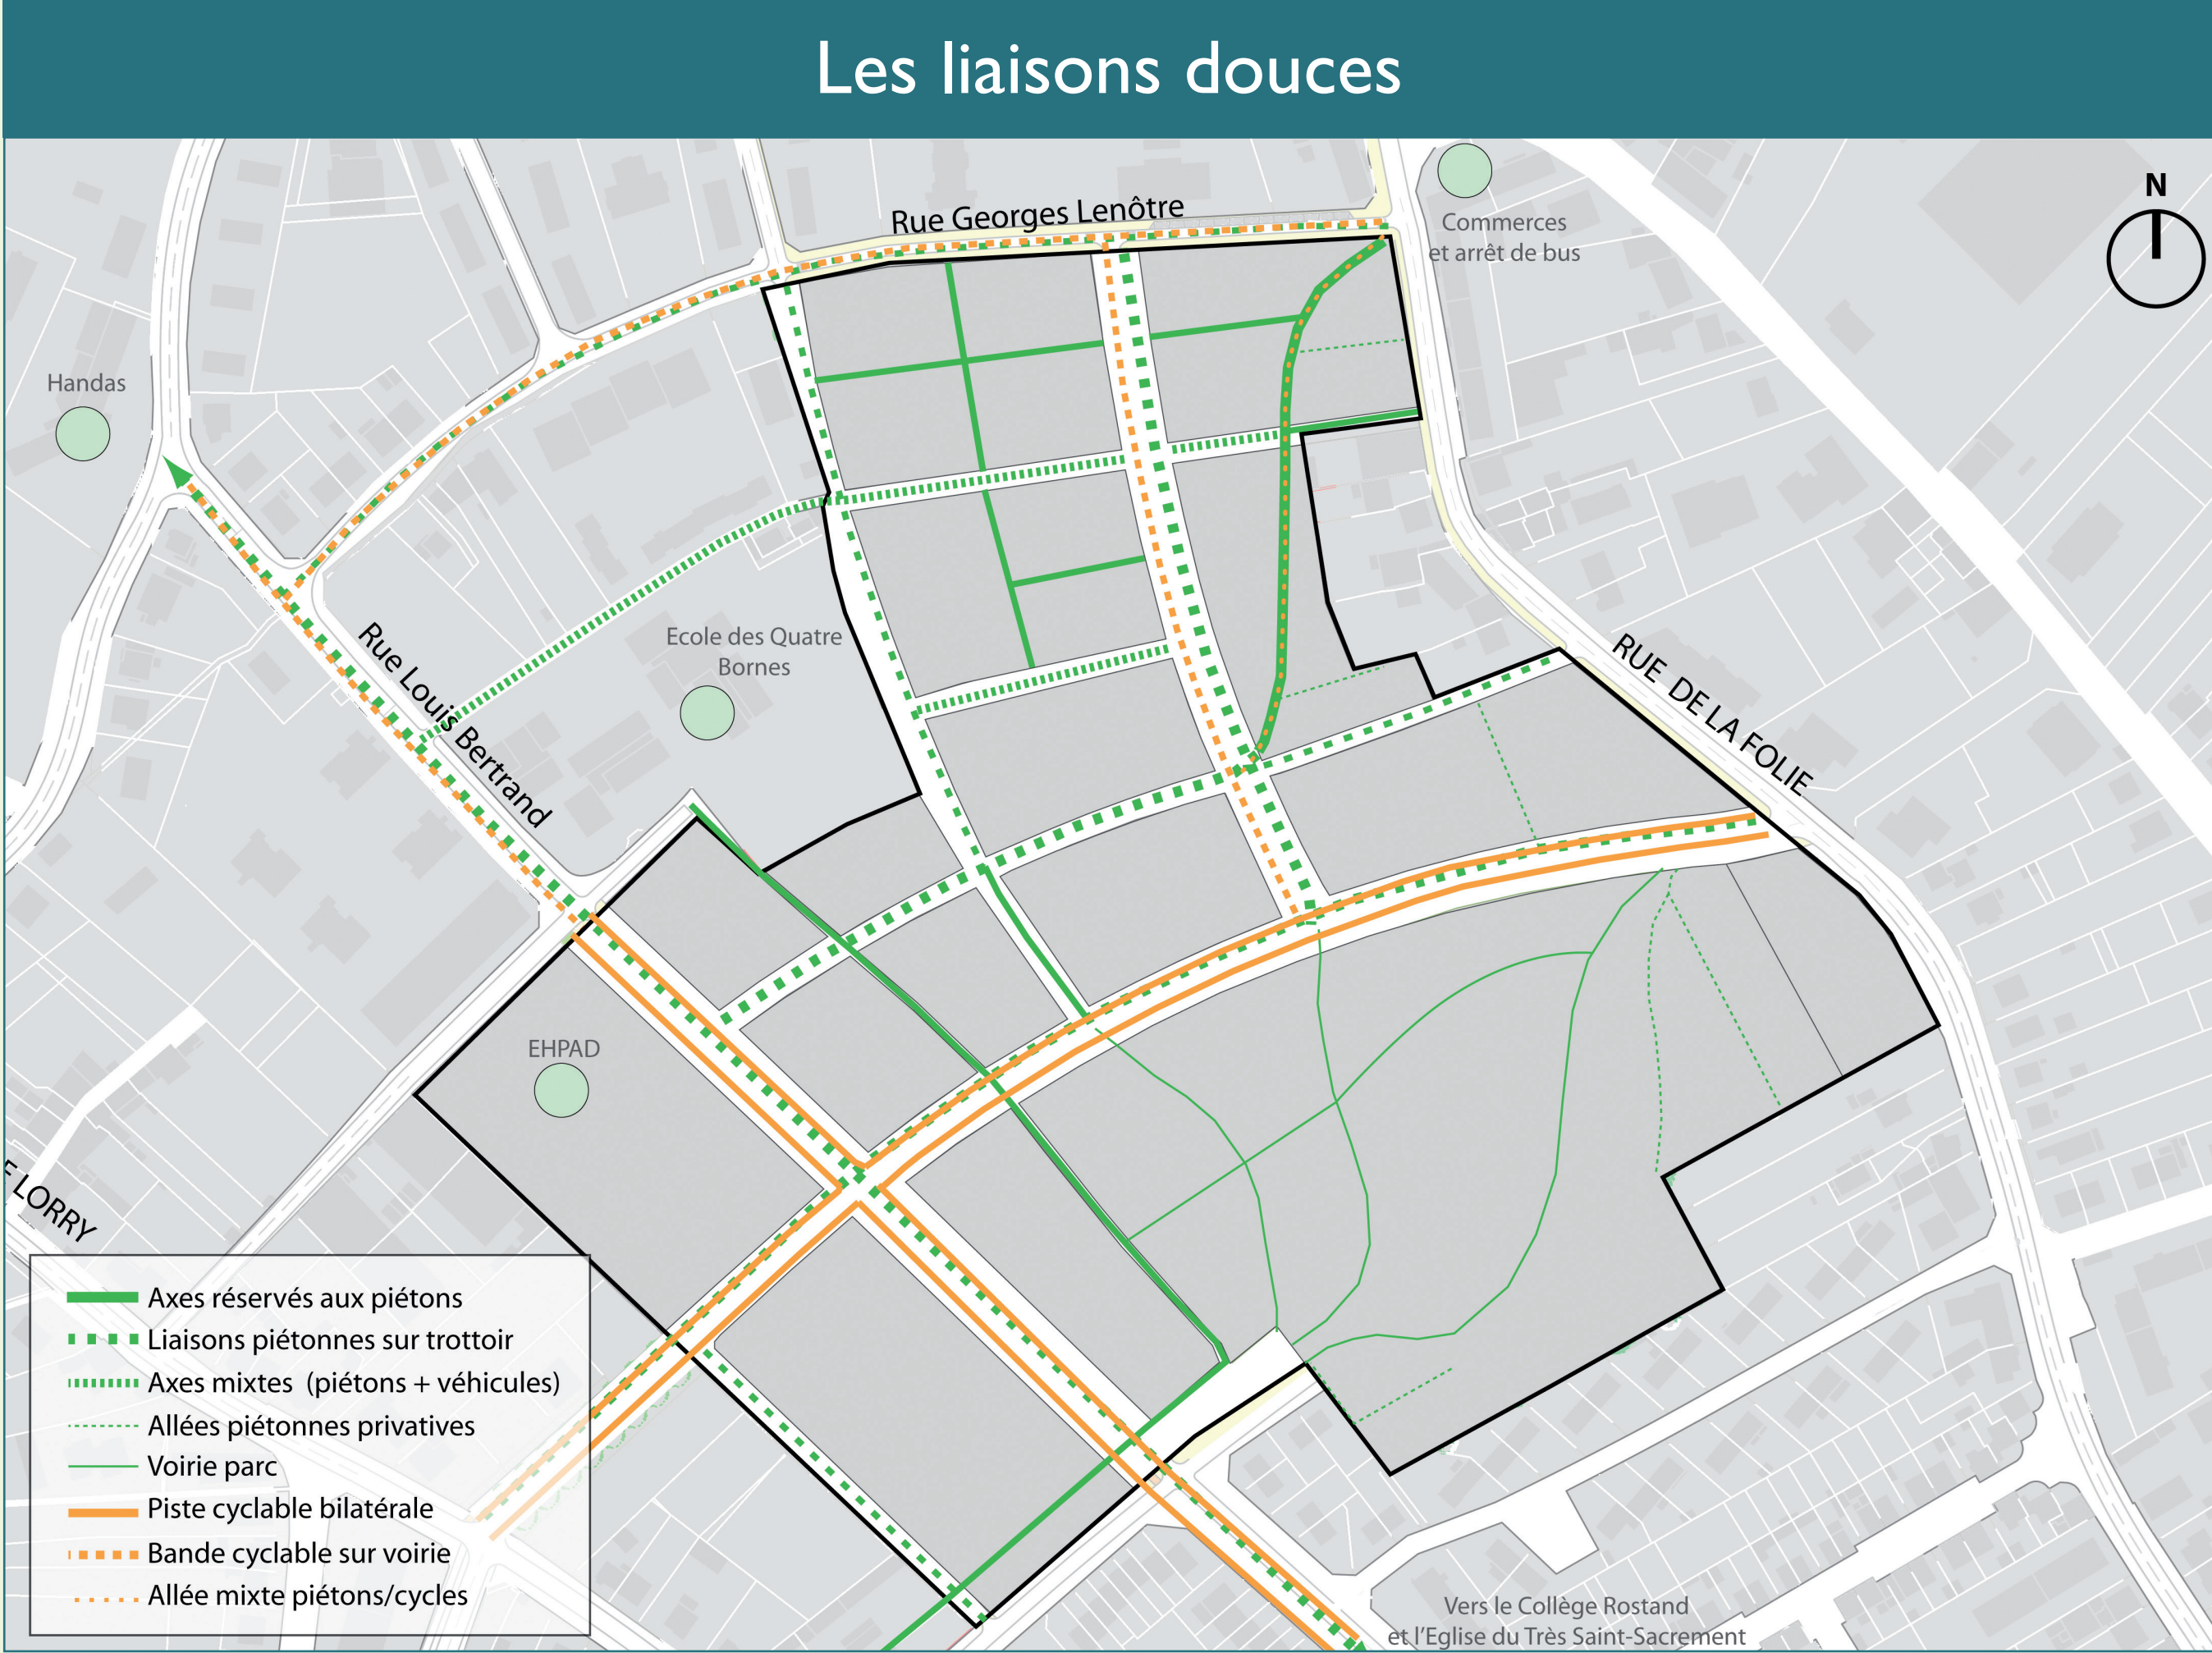 Les liaisons douces
N
Rue Georges Lenôtre
Commerces
et arrêt de bus
Handas
Ecole des Quatre
Bornes
Rue Louis Bertrand
RUE DE LA FOLIE
EHPAD
LORRY
Axes réservés aux piétons
Liaisons piétonnes sur trottoir
Axes mixtes (piétons + véhicules)
Allées piétonnes privatives
Voirie parc
Piste cyclable bilatérale
Bande cyclable sur voirie
Allée mixte piétons/cycles
Vers le Collège Rostand
et l'Eglise du Très Saint-Sacrement